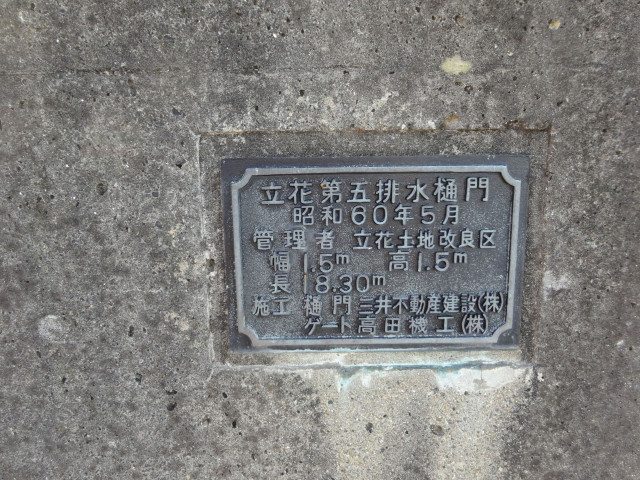 立花第五排水樋門
昭和60年5月
管理者 立花土地改良区
幅 1.5m 高1.5m
長 18.30m
施工 樋門 三井不動産建設(株)
ゲート高田機工(株)